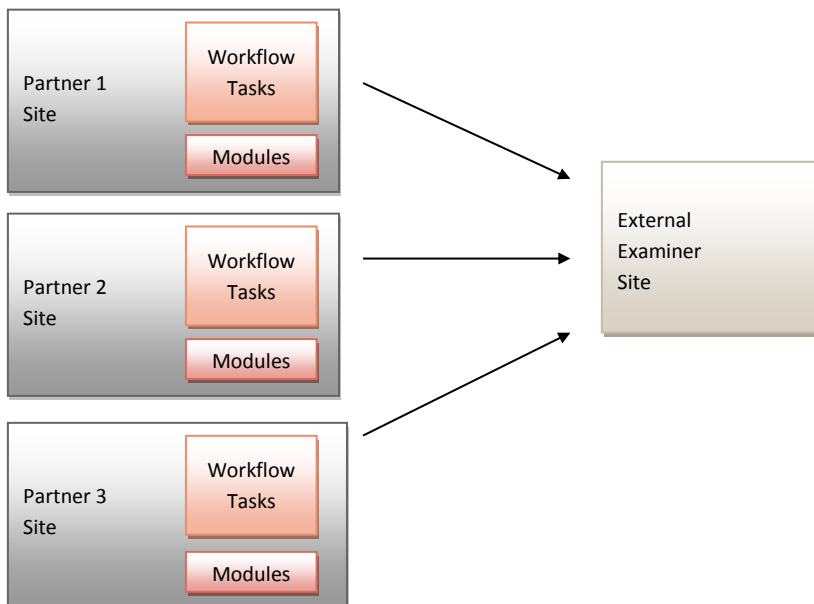 Partner 1
Site
Workflow
Tasks
Modules
Partner 2
Site
Workflow
Tasks
Modules
Partner 3
Site
Workflow
Tasks
Modules
External
Examiner
Site